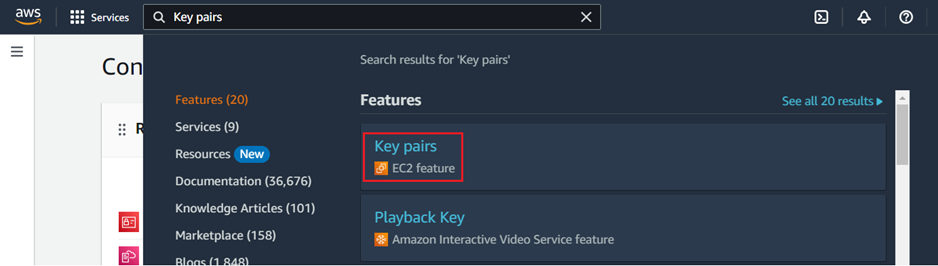 aws
Services
Key pairs
Con
R
Search results for 'Key pairs'
Features (20)
Services (9)
Resources New
Documentation (36,676)
Knowledge Articles (101)
Marketplace (158)
Blogs (1,848)
Features
See all 20 results
Key pairs
EC2 feature
Playback Key
Amazon Interactive Video Service feature